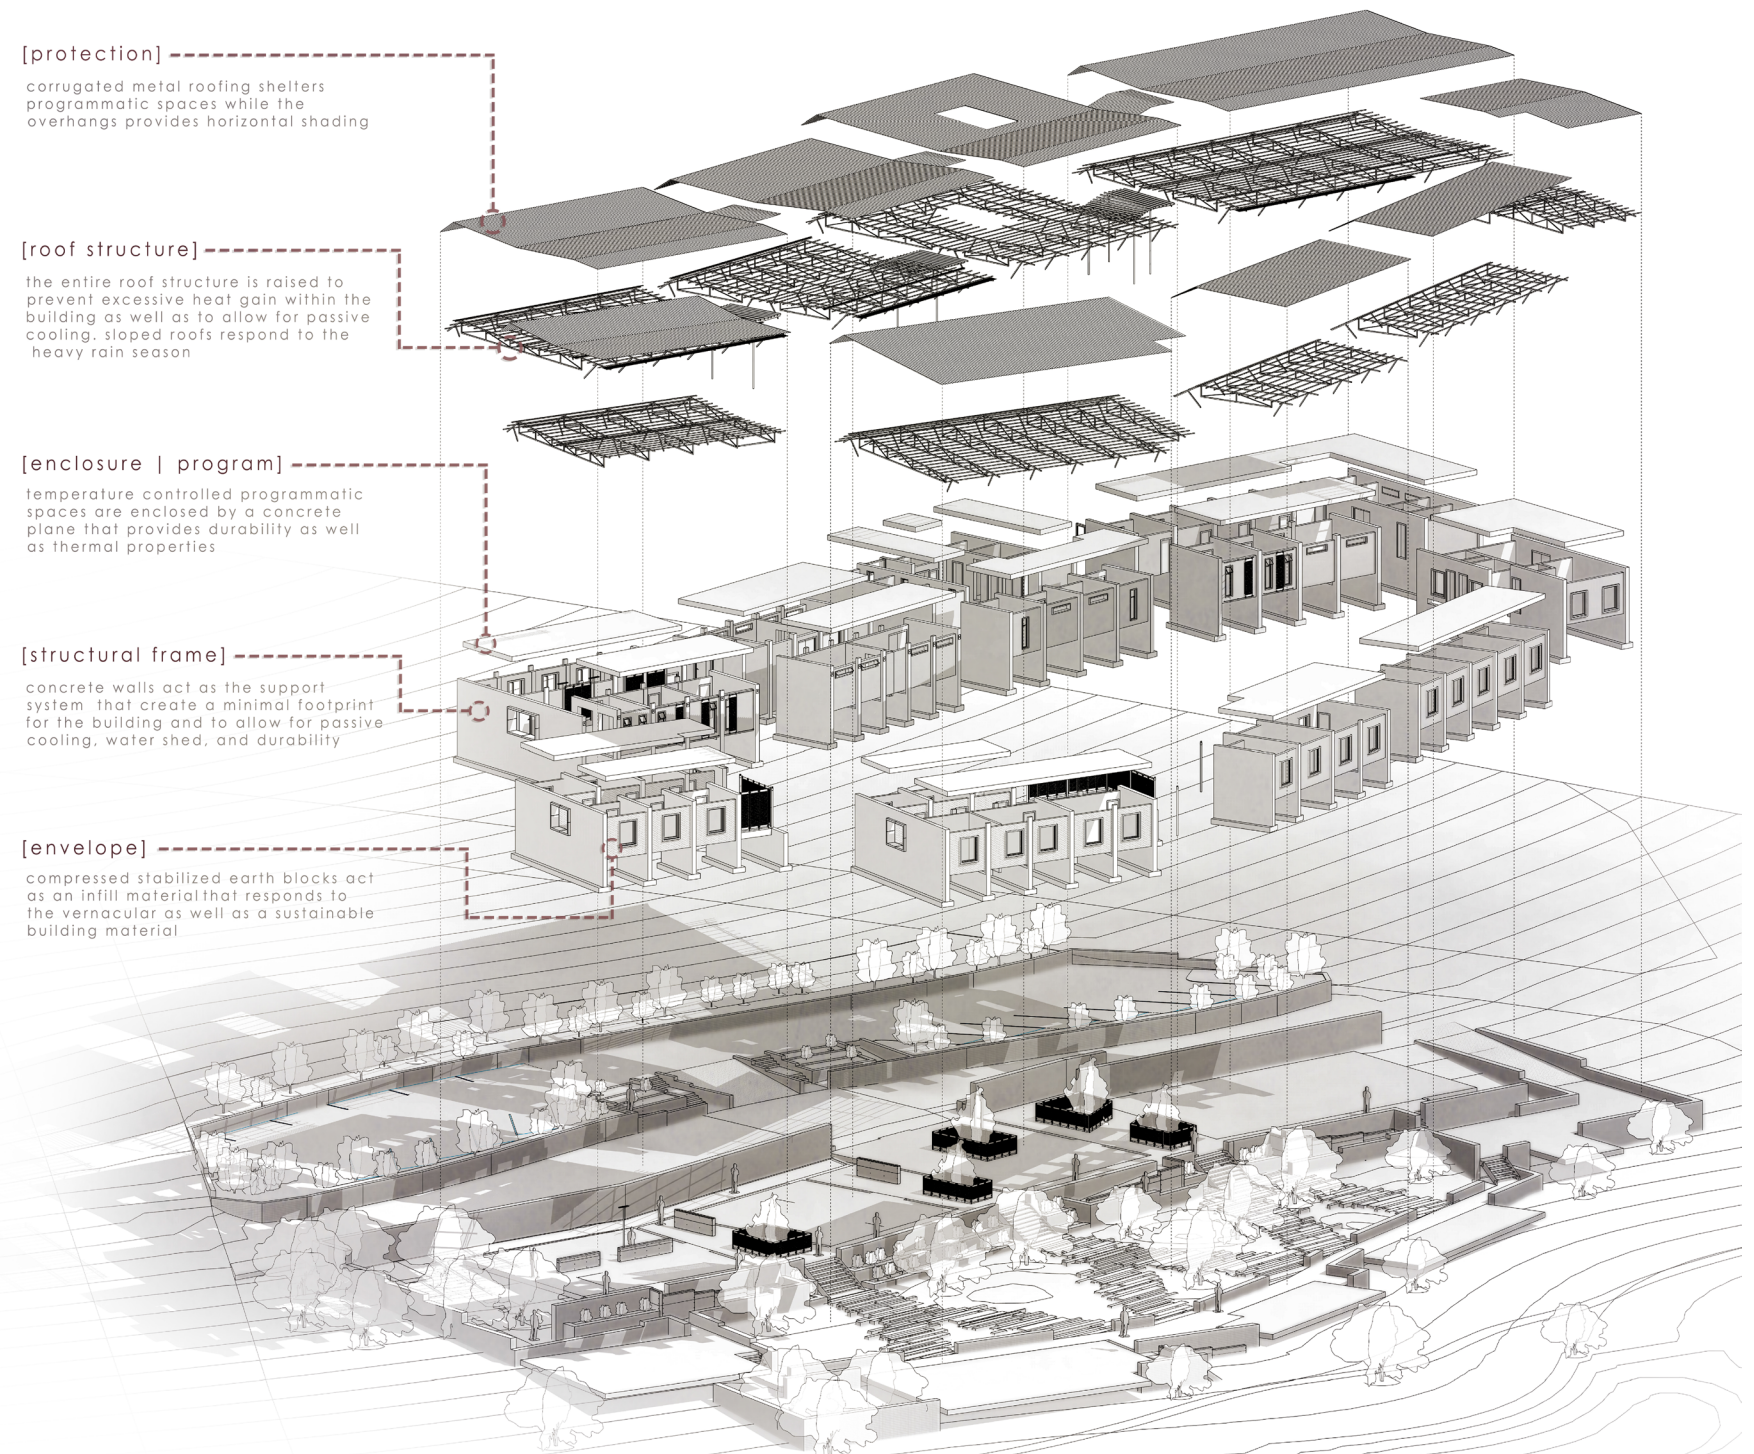 [protection]
corrugated metal roofing shelters
programmatic spaces while the
overhangs provides horizontal shading
[roof structure]
the entire roof structure is raised to
prevent excessive heat gain within the
building as well as to allow for passive
cooling. sloped roofs respond to the
heavy rain season
[enclosure | program]
temperature controlled programmatic
spaces are enclosed by a concrete
plane that provides durability as well
as thermal properties
[structural frame]
concrete walls act as the support
system that create a minimal footprint
for the building and to allow for passive
cooling, water shed, and durability
[envelope]
compressed stabilized earth blocks act
as an infill material that responds to
the vernacular as well as a sustainable
building material